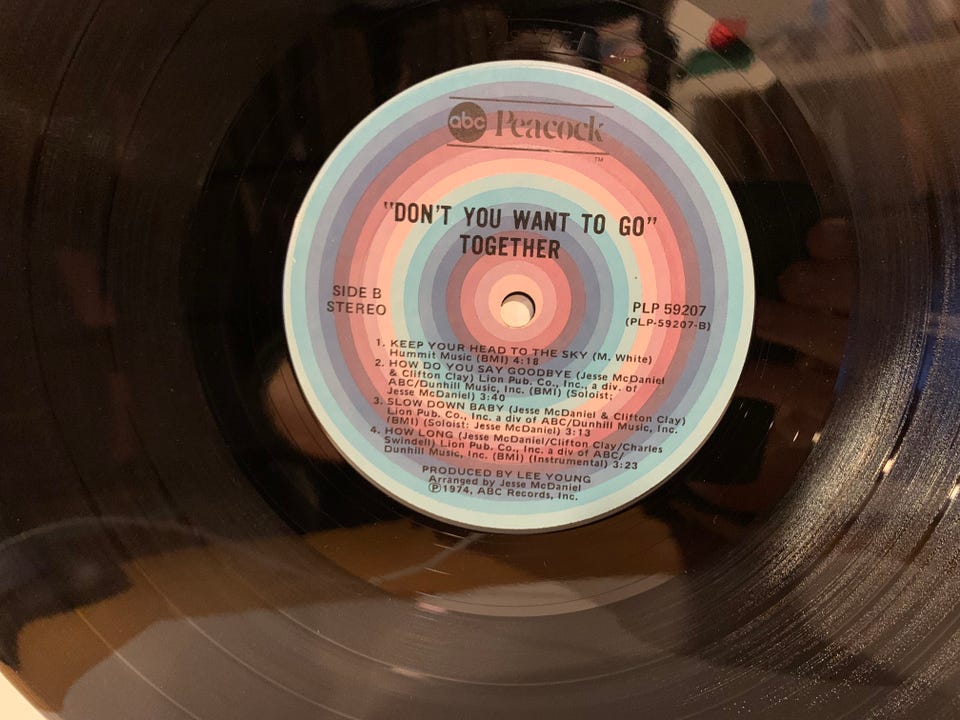 abc Peacock
TM
"DON'T YOU WANT TO GO"
TOGETHER
SIDE B
STEREO
PLP 59207
(PLP-59207-B)
1. KEEP YOUR HEAD TO THE SKY (M. White)
Hummit Music (BMI) 4:18
2. HOW DO YOU SAY GOODBYE (Jesse McDaniel
& Clifton Clay) Lion Pub. Co., Inc., a div. of
ABC/Dunhill Music, Inc. (BMI) (Soloist;
Jesse McDaniel) 3:40
3. SLOW DOWN BABY (Jesse McDaniel & Clifton Clay)
Lion Pub. Co., Inc. a div of ABC/Dunhill Music, Inc.
(BMI) (Soloist: Jesse McDaniel) 3:13
4. HOW LONG (Jesse McDaniel/Clifton Clay/Charles
Swindell) Lion Pub. Co., Inc. a div of ABC/
Dunhill Music, Inc. (BMI) (Instrumental) 3:23
PRODUCED BY LEE YOUNG
Arranged by Jesse McDaniel
℗1974, ABC Records, Inc.